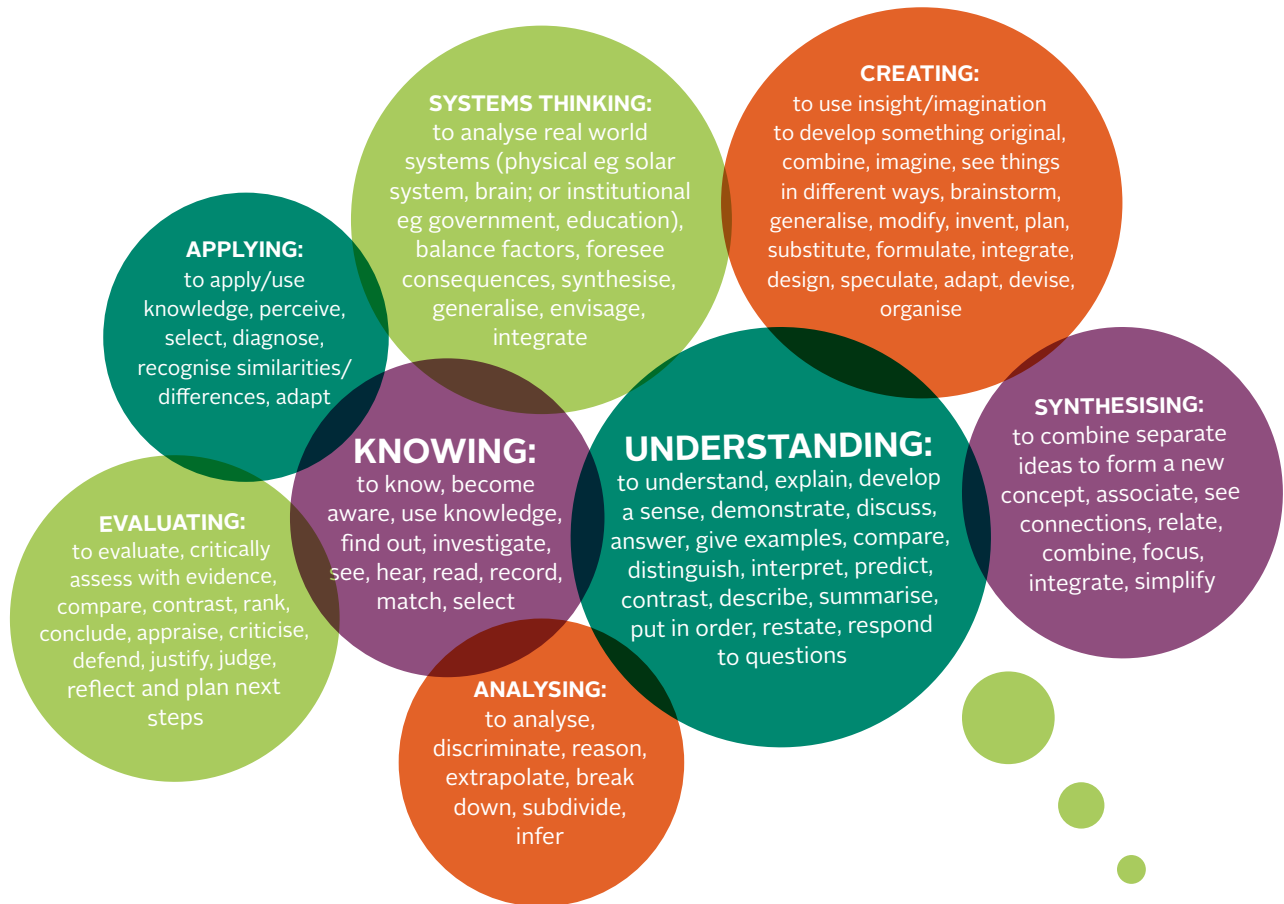 SYSTEMS THINKING:
to analyse real world
systems (physical eg solar
system, brain; or institutional
eg government, education),
balance factors, foresee
consequences, synthesise,
generalise, envisage,
integrate
CREATING:
to use insight/imagination
to develop something original,
combine, imagine, see things
in different ways, brainstorm,
generalise, modify, invent, plan,
substitute, formulate, integrate,
design, speculate, adapt, devise,
organise
APPLYING:
to apply/use
knowledge, perceive,
select, diagnose,
recognise similarities/
differences, adapt
KNOWING:
to know, become
aware, use knowledge,
find out, investigate,
see, hear, read, record,
match, select
UNDERSTANDING:
to understand, explain, develop
a sense, demonstrate, discuss,
answer, give examples, compare,
distinguish, interpret, predict,
contrast, describe, summarise,
put in order, restate, respond
to questions
SYNTHESISING:
to combine separate
ideas to form a new
concept, associate, see
connections, relate,
combine, focus,
integrate, simplify
EVALUATING:
to evaluate, critically
assess with evidence,
compare, contrast, rank,
conclude, appraise, criticise,
defend, justify, judge,
reflect and plan next
steps
ANALYSING:
to analyse,
discriminate, reason,
extrapolate, break
down, subdivide,
infer